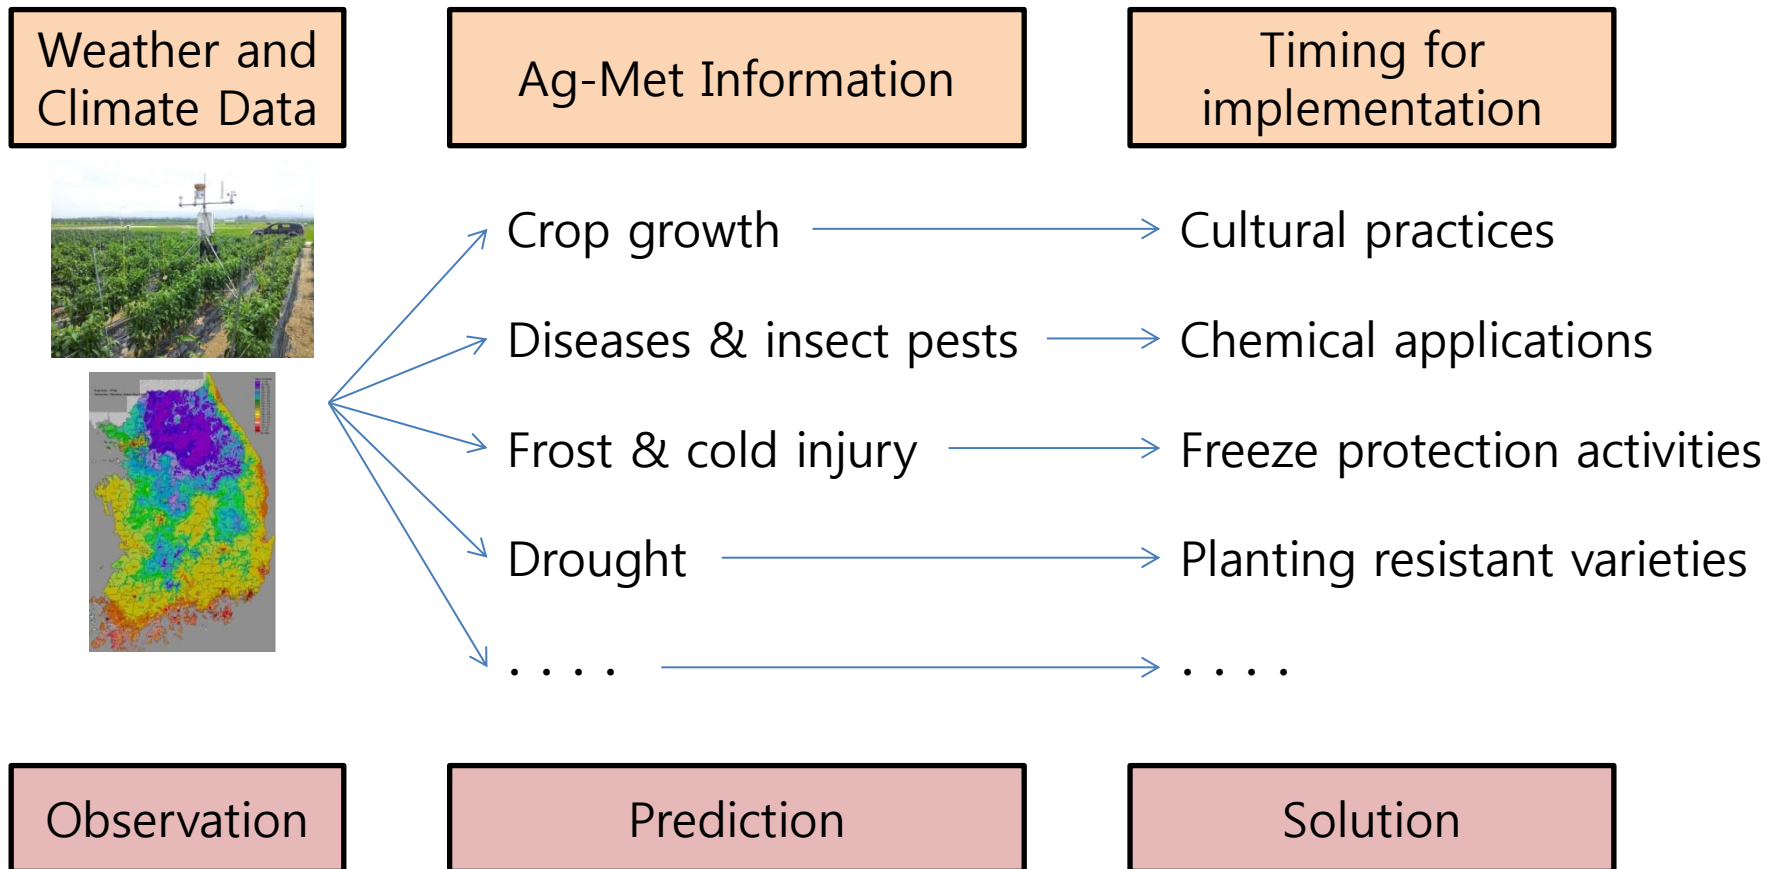 Weather and
Climate Data
Ag-Met Information
Timing for
implementation
Crop growth
Cultural practices
Diseases & insect pests
Chemical applications
Frost & cold injury
Freeze protection activities
Drought
Planting resistant varieties
. . . .
. . . .
Observation
Prediction
Solution